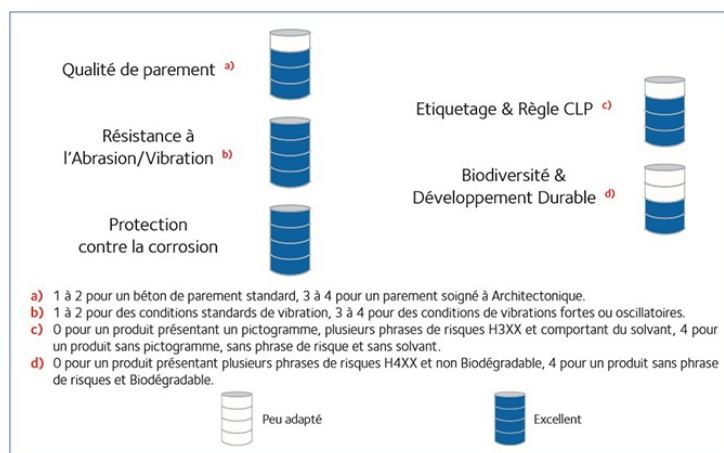 Qualité de parement a)
Résistance à
l'Abrasion/Vibration b)
Protection
contre la corrosion
Etiquetage & Règle CLP c)
Biodiversité &
Développement Durable d)
a) 1 à 2 pour un béton de parement standard, 3 à 4 pour un parement soigné à Architectonique.
b) 1 à 2 pour des conditions standards de vibration, 3 à 4 pour des conditions de vibrations fortes ou oscillatoires.
c) 0 pour un produit présentant un pictogramme, plusieurs phrases de risques H3XX et comportant du solvant, 4 pour
un produit sans pictogramme, sans phrase de risque et sans solvant.
d) 0 pour un produit présentant plusieurs phrases de risques H4XX et non Biodégradable, 4 pour un produit sans phrase
de risques et Biodégradable.
Peu adapté
Excellent